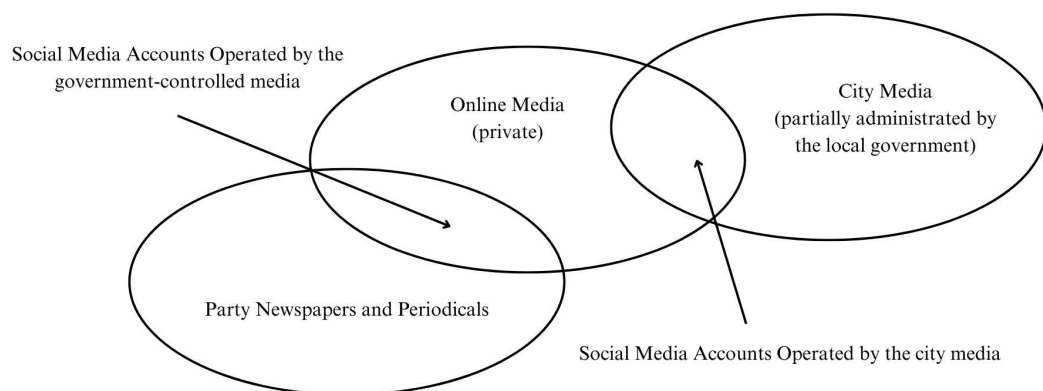 Social Media Accounts Operated by the
government-controlled media
Online Media
(private)
City Media
(partially administrated by
the local government)
Party Newspapers and Periodicals
Social Media Accounts Operated by the city media